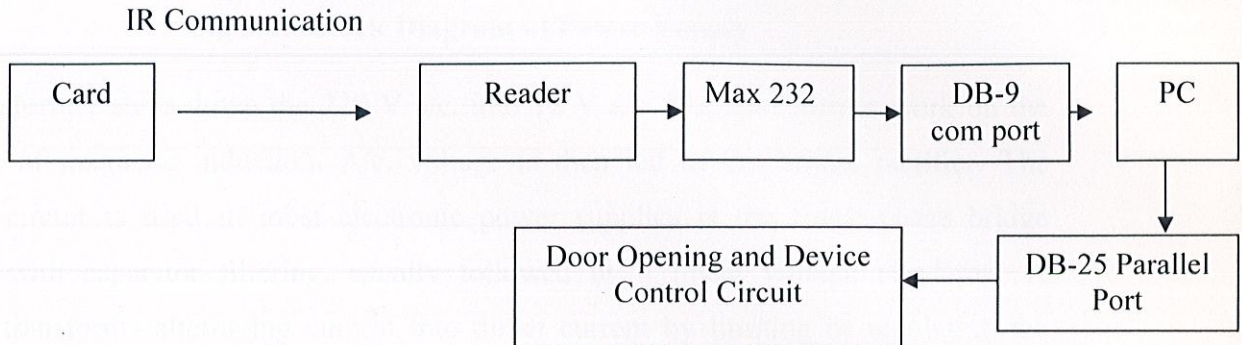 IR Communication
Card
Reader
Max 232
DB-9
com port
PC
DB-25 Parallel
Port
Door Opening and Device
Control Circuit